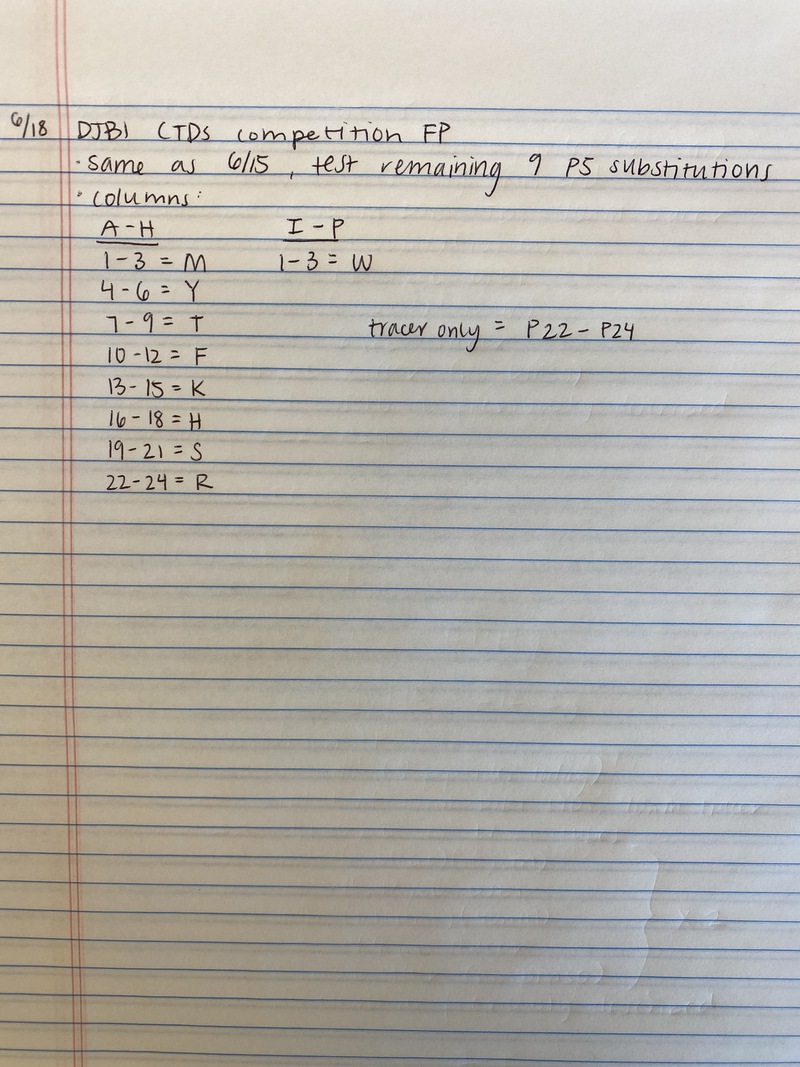 6/18 DJB1 CTDs competition FP
· same as 6/15, test remaining 9 P5 substitutions
· columns:
A-H I-P
1-3 = M 1-3 = W
4-6 = Y
7-9 = T tracer only = P22-P24
10-12 = F
13-15 = K
16-18 = H
19-21 = S
22-24 = R